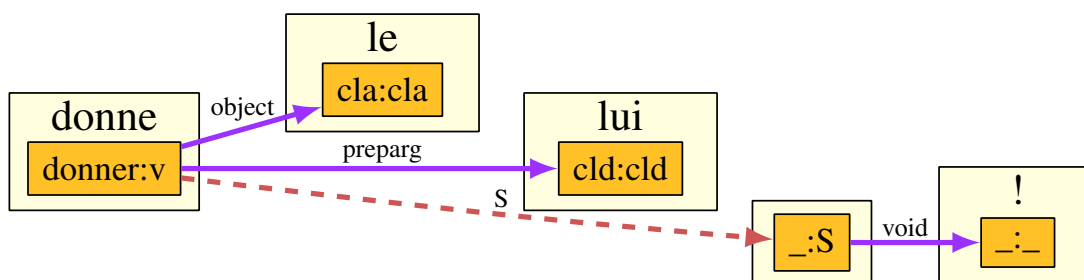 le
cla:cla
donne
donner:v
object
lui
cld:cld
preparg
S
_:S
void
!
_:_